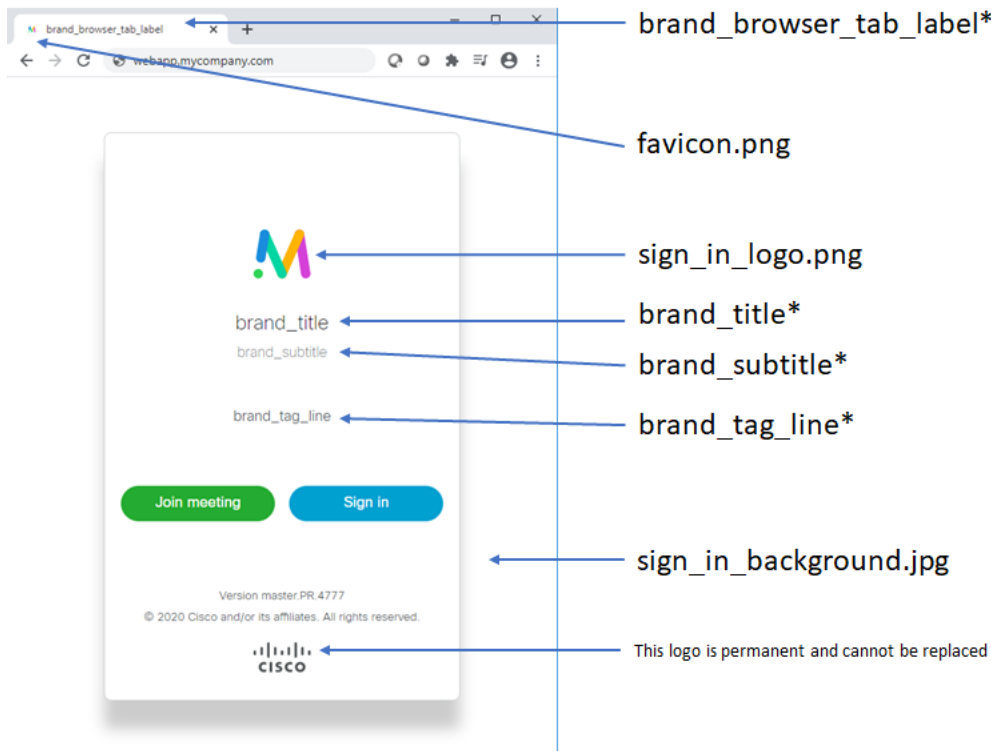 brand_browser_tab_label
brand_browser_tab_label*
webapp.mycompany.com
favicon.png
sign_in_logo.png
brand_title
brand_title*
brand_subtitle
brand_subtitle*
brand_tag_line
brand_tag_line*
Join meeting
Sign in
sign_in_background.jpg
Version master.PR.4777
© 2020 Cisco and/or its affiliates. All rights reserved.
CISCO
This logo is permanent and cannot be replaced